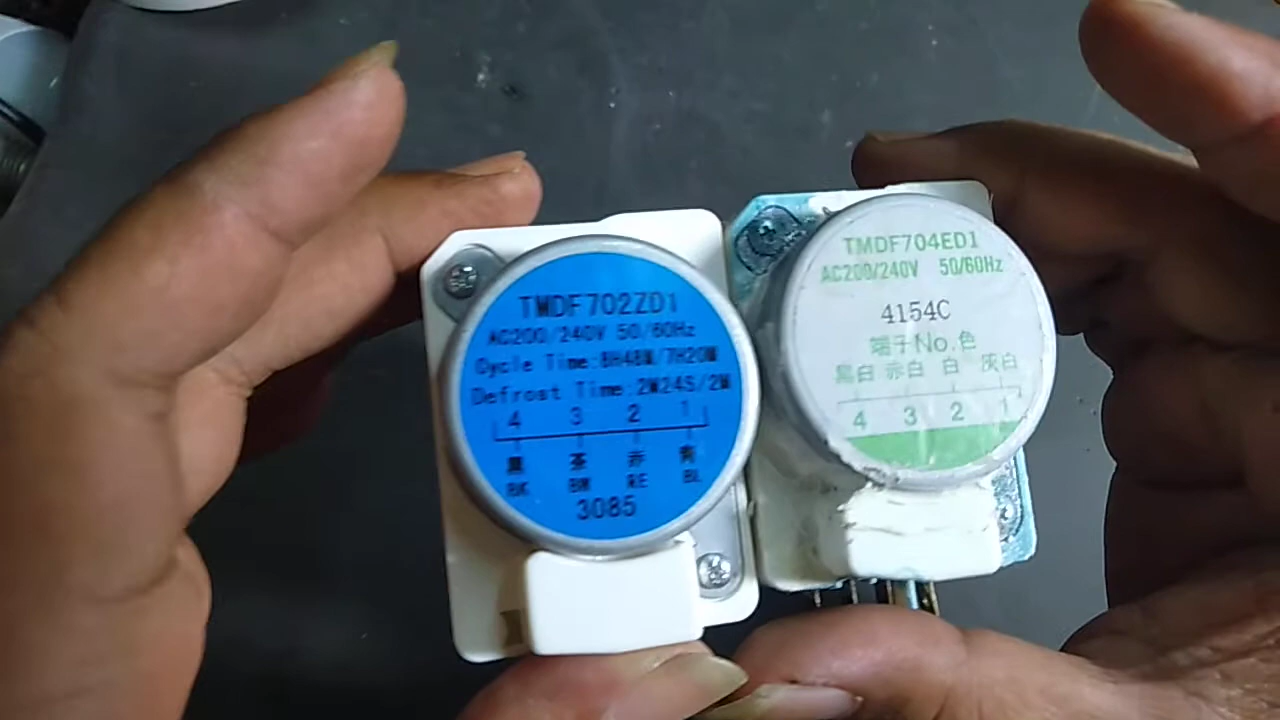 TMDF702ZD1
AC200/240V 50/60Hz
Cycle Time:8H48M/7H20M
Defrost Time:2M24S/2M
4 3 2 1
黒 茶 赤 青
BK BW RE BL
3085
TMDF704ED1
AC200/240V 50/60Hz
4154C
端子No.色
黒白 赤白 白 灰白
4 3 2 1